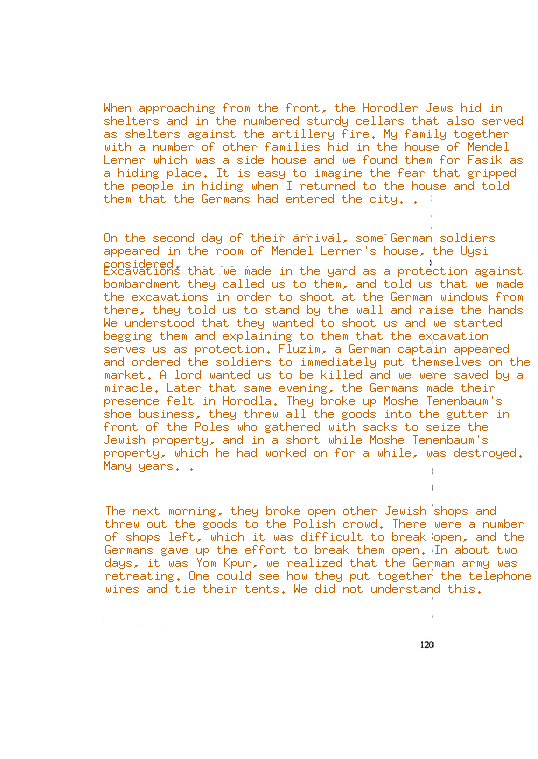 When approaching from the front, the Horodler Jews hid in
shelters and in the numbered sturdy cellars that also served
as shelters against the artillery fire. My family together
with a number of other families hid in the house of Mendel
Lerner which was a side house and we found them for Fasik as
a hiding place. It is easy to imagine the fear that gripped
the people in hiding when I returned to the house and told
them that the Germans had entered the city. .
On the second day of their arrival, some German soldiers
appeared in the room of Mendel Lerner's house, the Uysi
considered.
Excavations that we made in the yard as a protection against
bombardment they called us to them, and told us that we made
the excavations in order to shoot at the German windows from
there, they told us to stand by the wall and raise the hands
We understood that they wanted to shoot us and we started
begging them and explaining to them that the excavation
serves us as protection. Fluzim, a German captain appeared
and ordered the soldiers to immediately put themselves on the
market. A lord wanted us to be killed and we were saved by a
miracle. Later that same evening, the Germans made their
presence felt in Horodla. They broke up Moshe Tenenbaum's
shoe business, they threw all the goods into the gutter in
front of the Poles who gathered with sacks to seize the
Jewish property, and in a short while Moshe Tenenbaum's
property, which he had worked on for a while, was destroyed.
Many years. .
The next morning, they broke open other Jewish shops and
threw out the goods to the Polish crowd. There were a number
of shops left, which it was difficult to break open, and the
Germans gave up the effort to break them open. In about two
days, it was Yom Kpur, we realized that the German army was
retreating. One could see how they put together the telephone
wires and tie their tents. We did not understand this.
120